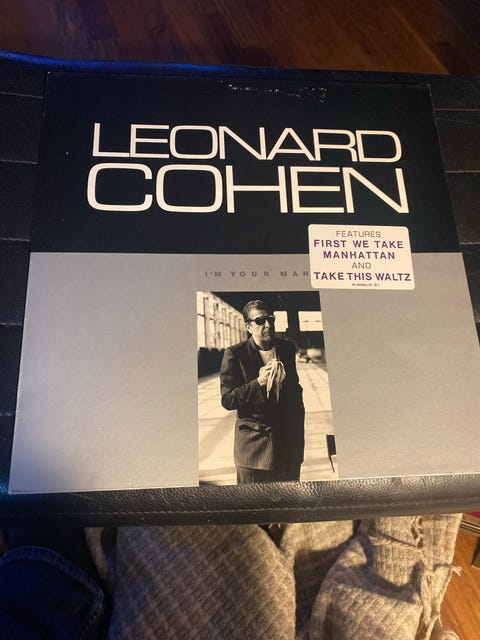 LEONARD
COHEN
FEATURES
FIRST WE TAKE
MANHATTAN
AND
TAKE THIS WALTZ
I'M YOUR MAN